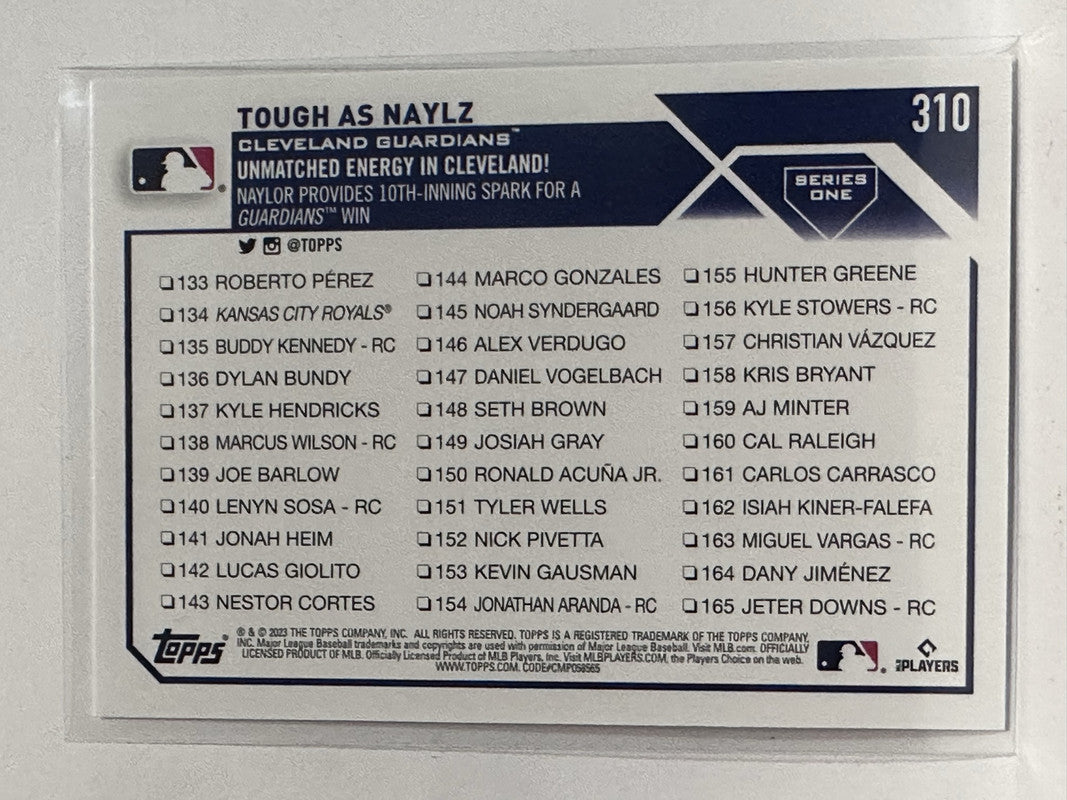 TOUGH AS NAYLZ
310
CLEVELAND GUARDIANS™
UNMATCHED ENERGY IN CLEVELAND!
NAYLOR PROVIDES 10TH-INNING SPARK FOR A
GUARDIANS™ WIN
SERIES
ONE
@TOPPS
133 ROBERTO PÉREZ
134 KANSAS CITY ROYALS®
135 BUDDY KENNEDY - RC
136 DYLAN BUNDY
137 KYLE HENDRICKS
138 MARCUS WILSON - RC
139 JOE BARLOW
140 LENYN SOSA - RC
141 JONAH HEIM
142 LUCAS GIOLITO
143 NESTOR CORTES
144 MARCO GONZALES
145 NOAH SYNDERGAARD
146 ALEX VERDUGO
147 DANIEL VOGELBACH
148 SETH BROWN
149 JOSIAH GRAY
150 RONALD ACUÑA JR.
151 TYLER WELLS
152 NICK PIVETTA
153 KEVIN GAUSMAN
154 JONATHAN ARANDA - RC
155 HUNTER GREENE
156 KYLE STOWERS - RC
157 CHRISTIAN VÁZQUEZ
158 KRIS BRYANT
159 AJ MINTER
160 CAL RALEIGH
161 CARLOS CARRASCO
162 ISIAH KINER-FALEFA
163 MIGUEL VARGAS - RC
164 DANY JIMÉNEZ
165 JETER DOWNS - RC
Topps®
® & © 2023 THE TOPPS COMPANY, INC. ALL RIGHTS RESERVED. TOPPS IS A REGISTERED TRADEMARK OF THE TOPPS COMPANY,
INC. Major League Baseball trademarks and copyrights are used with permission of Major League Baseball. Visit MLB.com. OFFICIALLY
LICENSED PRODUCT OF MLB. Officially Licensed Product of MLB Players, Inc. Visit MLBPLAYERS.COM, the Players Choice on the web.
WWW.TOPPS.COM. CODE#CMP056565
PLAYERS